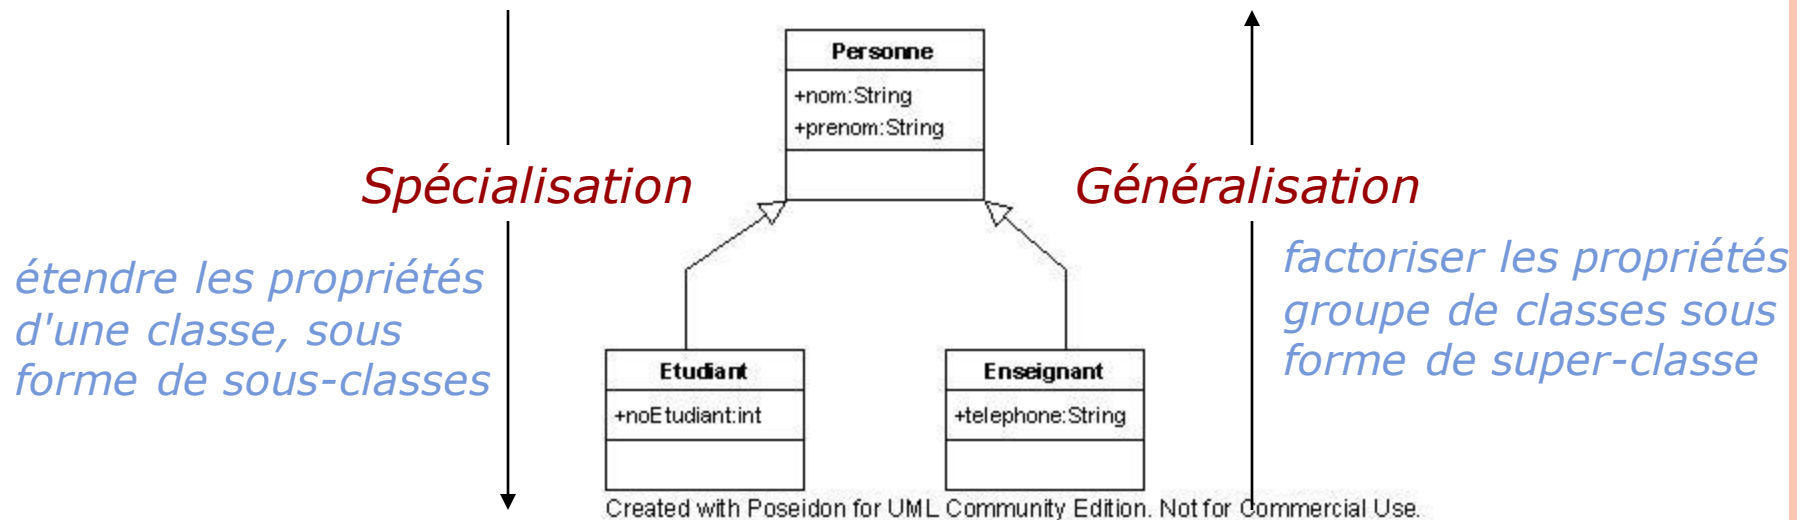 Personne
+nom:String
+prenom:String
Spécialisation
Généralisation
étendre les propriétés
d'une classe, sous
forme de sous-classes
factoriser les propriétés
groupe de classes sous
forme de super-classe
Etudiant
+noEtudiant:int
Enseignant
+telephone:String
Created with Poseidon for UML Community Edition. Not for Commercial Use.